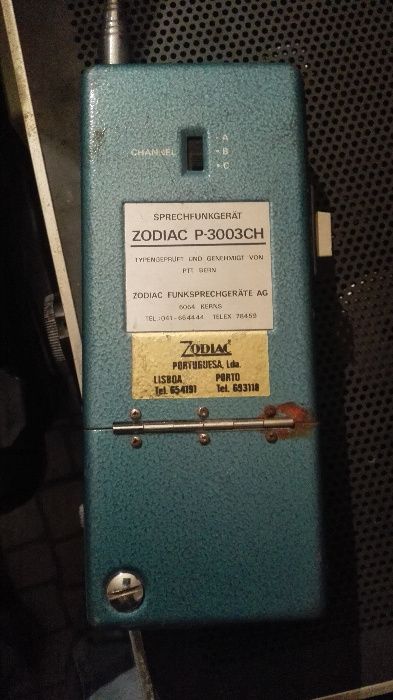 CHANNEL
A
B
C
SPRECHFUNKGERÄT
ZODIAC P-3003CH
TYPENGEPRÜFT UND GENEHMIGT VON
PTT BERN
ZODIAC FUNKSPRECHGERÄTE AG
6064 KERNS
TEL.:041-664444 TELEX 78459
ZODIAC
PORTUGUESA, Lda.
LISBOA PORTO
Tel. 654191 Tel. 693118